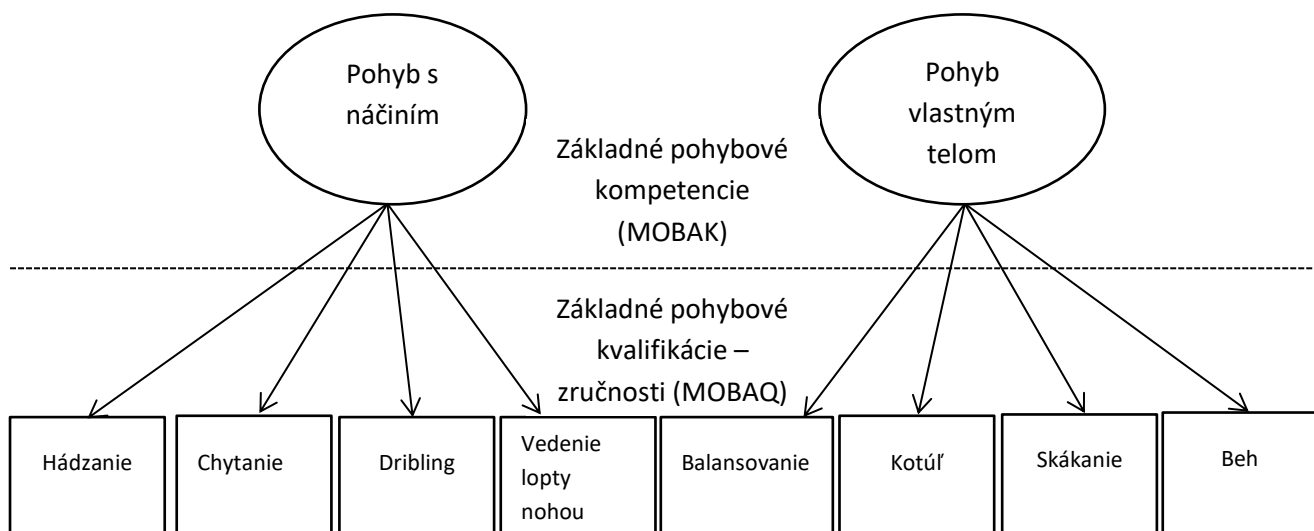 Pohyb s
náčiním
Pohyb
vlastným
telom
Základné pohybové
kompetencie
(MOBAK)
Základné pohybové
kvalifikácie –
zručnosti (MOBAQ)
Hádzanie
Chytanie
Dribling
Vedenie
lopty
nohou
Balansovanie
Kotúľ
Skákanie
Beh